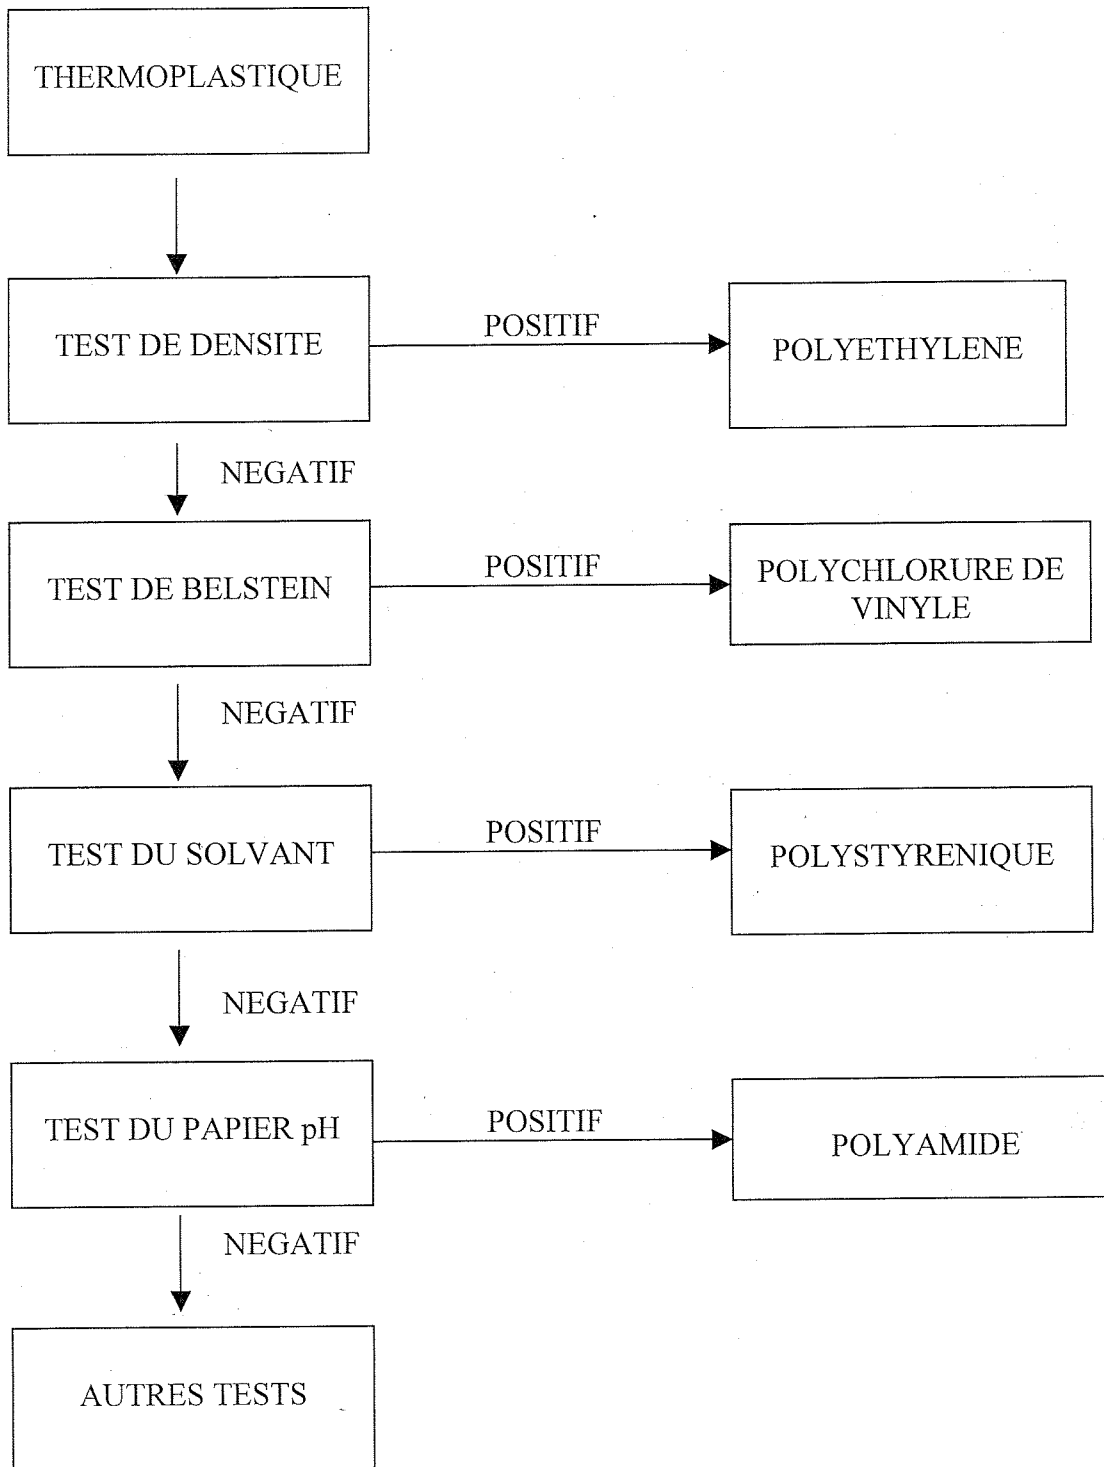 THERMOPLASTIQUE
TEST DE DENSITE
POSITIF
POLYETHYLENE
NEGATIF
TEST DE BELSTEIN
POSITIF
POLYCHLORURE DE
VINYLE
NEGATIF
TEST DU SOLVANT
POSITIF
POLYSTYRENIQUE
NEGATIF
TEST DU PAPIER pH
POSITIF
POLYAMIDE
NEGATIF
AUTRES TESTS